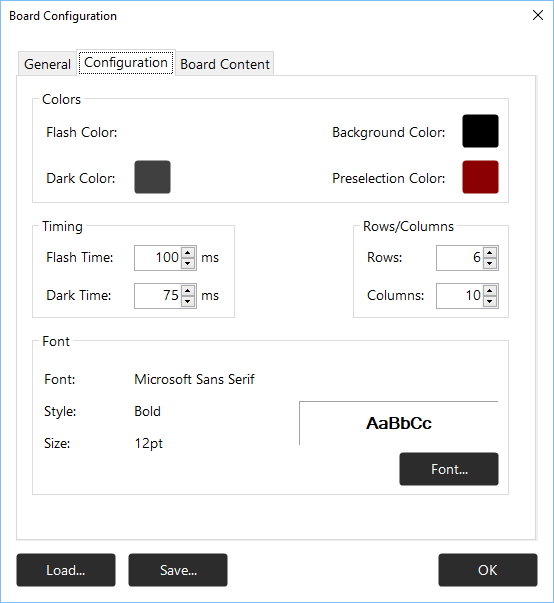 Board Configuration
General Configuration Board Content
Colors
Flash Color: Background Color:
Dark Color: Preselection Color:
Timing Rows/Columns
Flash Time: 100 ms Rows: 6
Dark Time: 75 ms Columns: 10
Font
Font: Microsoft Sans Serif
Style: Bold
AaBbCc
Size: 12pt
Font...
Load... Save... OK